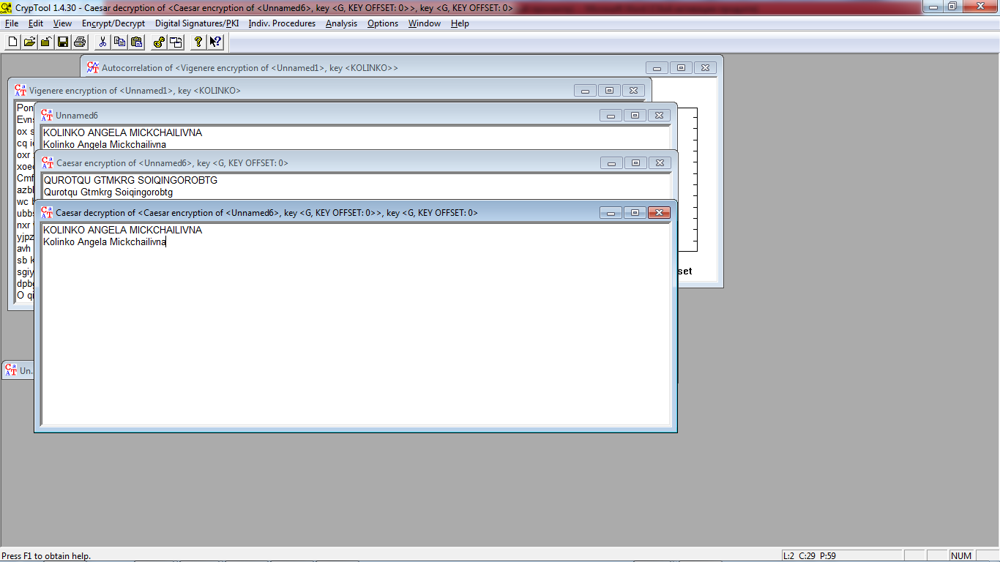 CrypTool 1.4.30 - Caesar decryption of <Caesar encryption of <Unnamed6>, key <G, KEY OFFSET: 0>>, key <G, KEY OFFSET: 0>
File Edit View Encrypt/Decrypt Digital Signatures/PKI Indiv. Procedures Analysis Options Window Help
Autocorrelation of <Vigenere encryption of <Unnamed1>, key <KOLINKO>>
Vigenere encryption of <Unnamed1>, key <KOLINKO>
Unnamed6
KOLINKO ANGELA MICKCHAILIVNA
Kolinko Angela Mickchailivna
Caesar encryption of <Unnamed6>, key <G, KEY OFFSET: 0>
QUROTQU GTMKRG SOIQINGOROBTG
Qurotqu Gtmkrg Soiqingorobtg
Caesar decryption of <Caesar encryption of <Unnamed6>, key <G, KEY OFFSET: 0>>, key <G, KEY OFFSET: 0>
KOLINKO ANGELA MICKCHAILIVNA
Kolinko Angela Mickchailivna
Pon
Evns
ox s
cq i
oxr
xoe
Cmf
azbl
wc
ubbs
nxr
yjpz
avh
sb k
sgiy
dpbg
O qi
set
Un..
Press F1 to obtain help.
L:2 C:29 P:59
NUM